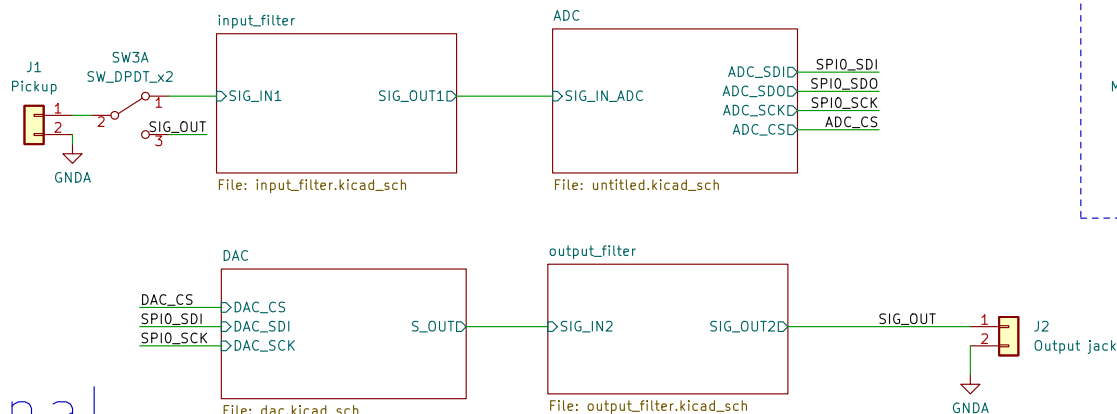 input_filter
ADC
SW3A
SW_DPDT_x2
J1
Pickup
1
2
1
2
3
SIG_OUT
GNDA
SIG_IN1
SIG_OUT1
SIG_IN_ADC
ADC_SDI
ADC_SDO
ADC_SCK
ADC_CS
SPI0_SDI
SPI0_SDO
SPI0_SCK
ADC_CS
M
File: input_filter.kicad_sch
File: untitled.kicad_sch
DAC
output_filter
DAC_CS
SPI0_SDI
SPI0_SCK
DAC_CS
DAC_SDI
DAC_SCK
S_OUT
SIG_IN2
SIG_OUT2
SIG_OUT
1
2
J2
Output jack
GNDA
File: dac.kicad_sch
File: output_filter.kicad_sch
nal